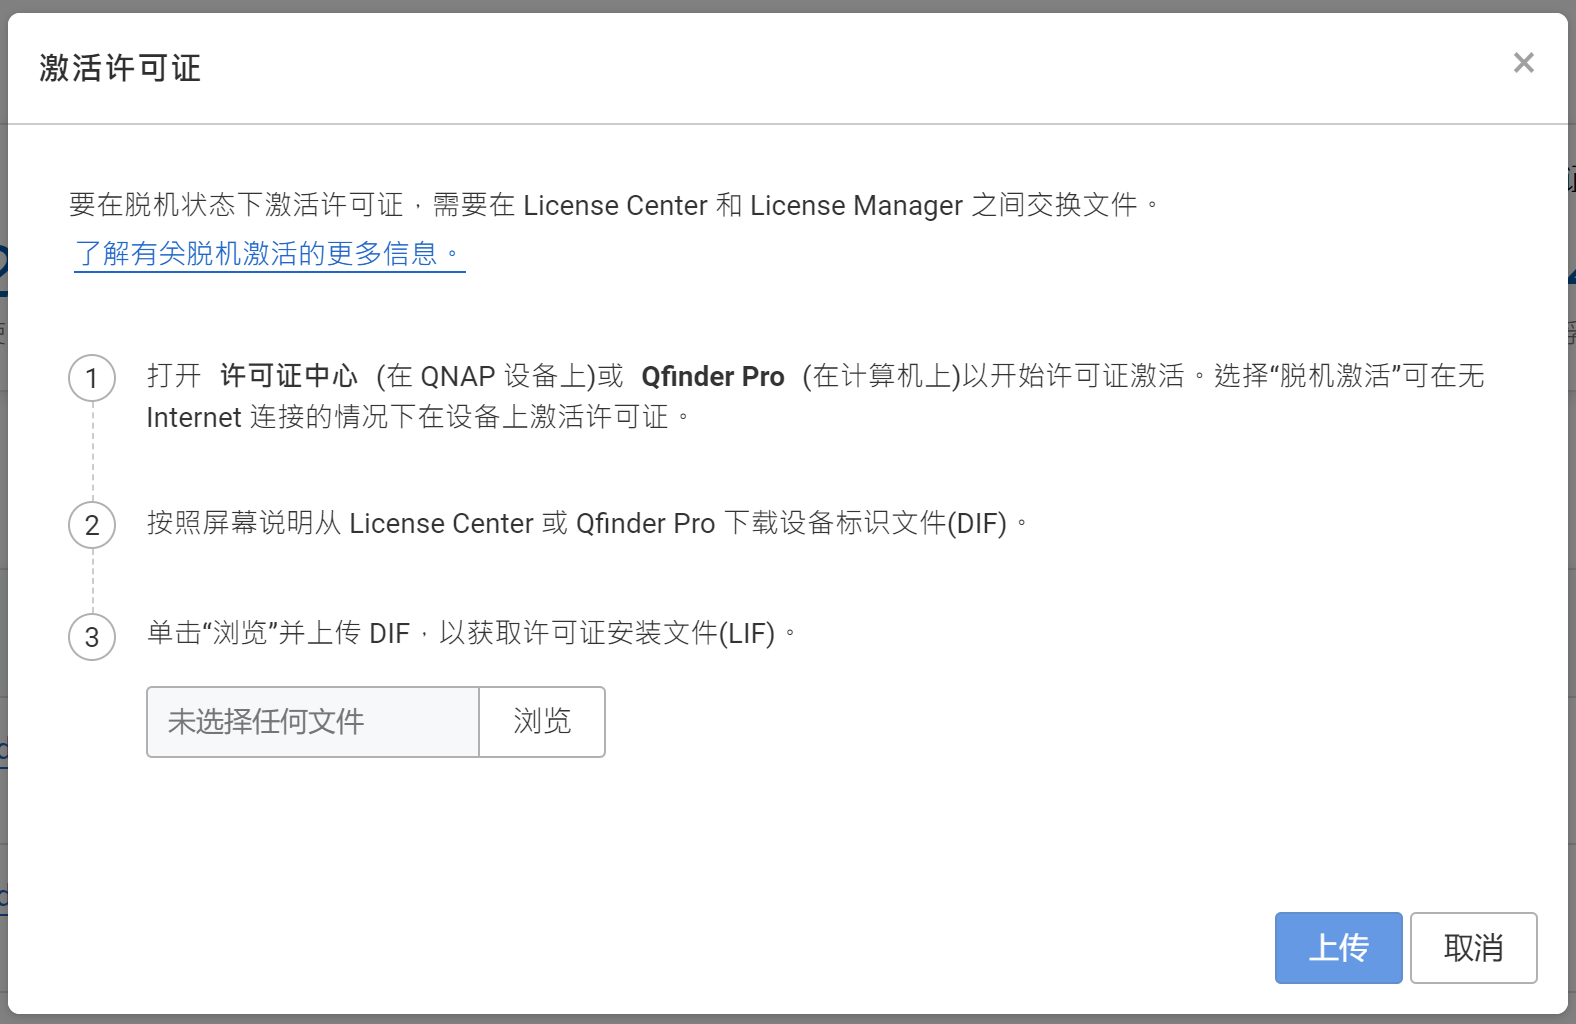 激活许可证
要在脱机状态下激活许可证，需要在 License Center 和 License Manager 之间交换文件。
了解有关脱机激活的更多信息。
1 打开 许可证中心 (在 QNAP 设备上)或 Qfinder Pro (在计算机上)以开始许可证激活。选择“脱机激活”可在无
Internet 连接的情况下在设备上激活许可证。
2 按照屏幕说明从 License Center 或 Qfinder Pro 下载设备标识文件(DIF)。
3 单击“浏览”并上传 DIF，以获取许可证安装文件(LIF)。
未选择任何文件 浏览
上传 取消